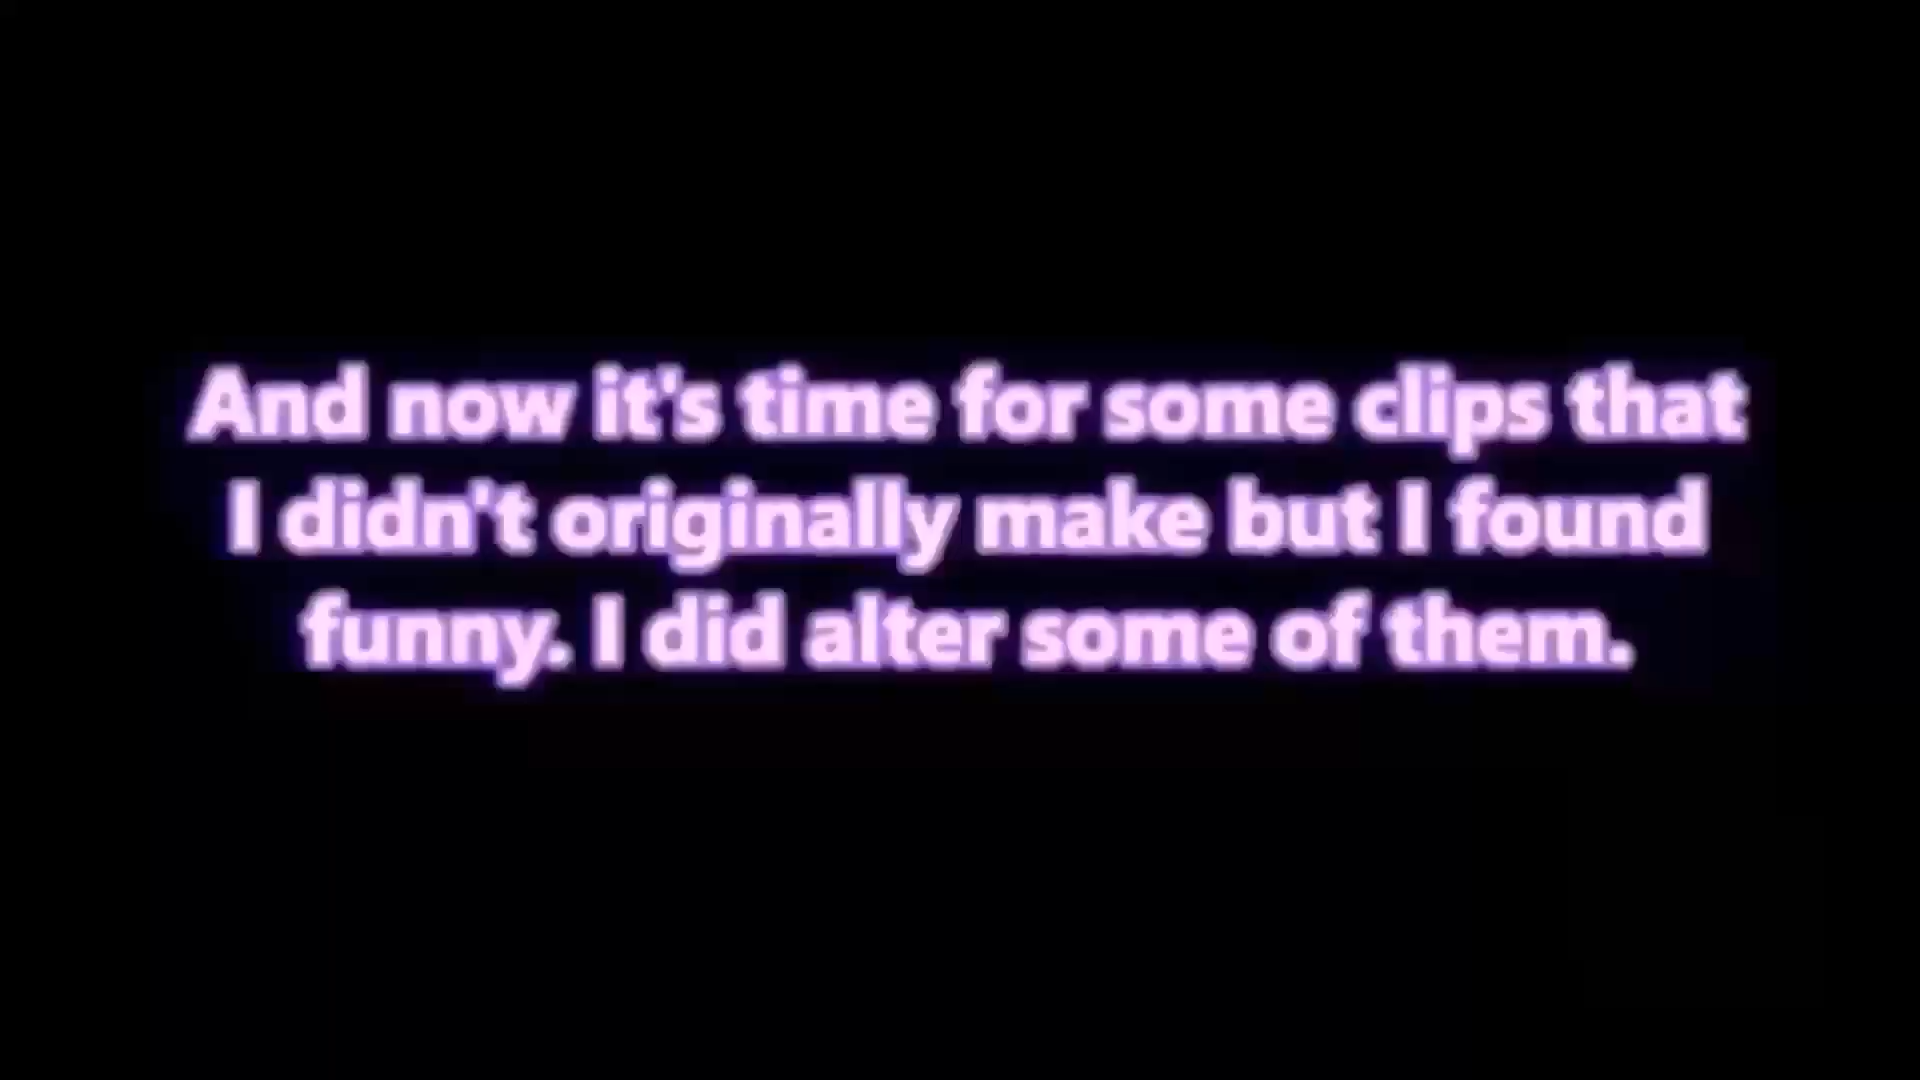 And now it's time for some clips that
I didn't originally make but I found
funny. I did alter some of them.